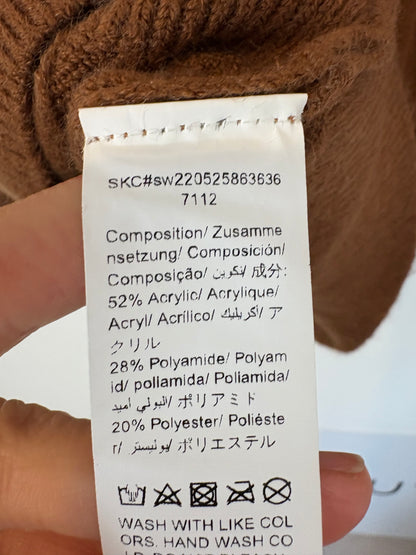 SKC#sw220525863636
7112
Composition/ Zusamme
nsetzung/ Composición/
Composição/ تكوين/ 成分:
52% Acrylic/ Acrylique/
Acryl/ Acrílico/ أكريليك/ ア
クリル
28% Polyamide/ Polyam
id/ poliamida/ Poliamida/
البولي أميد/ ポリアミド
20% Polyester/ Poliéste
r/ بوليستر/ ポリエステル
WASH WITH LIKE COL
ORS. HAND WASH CO